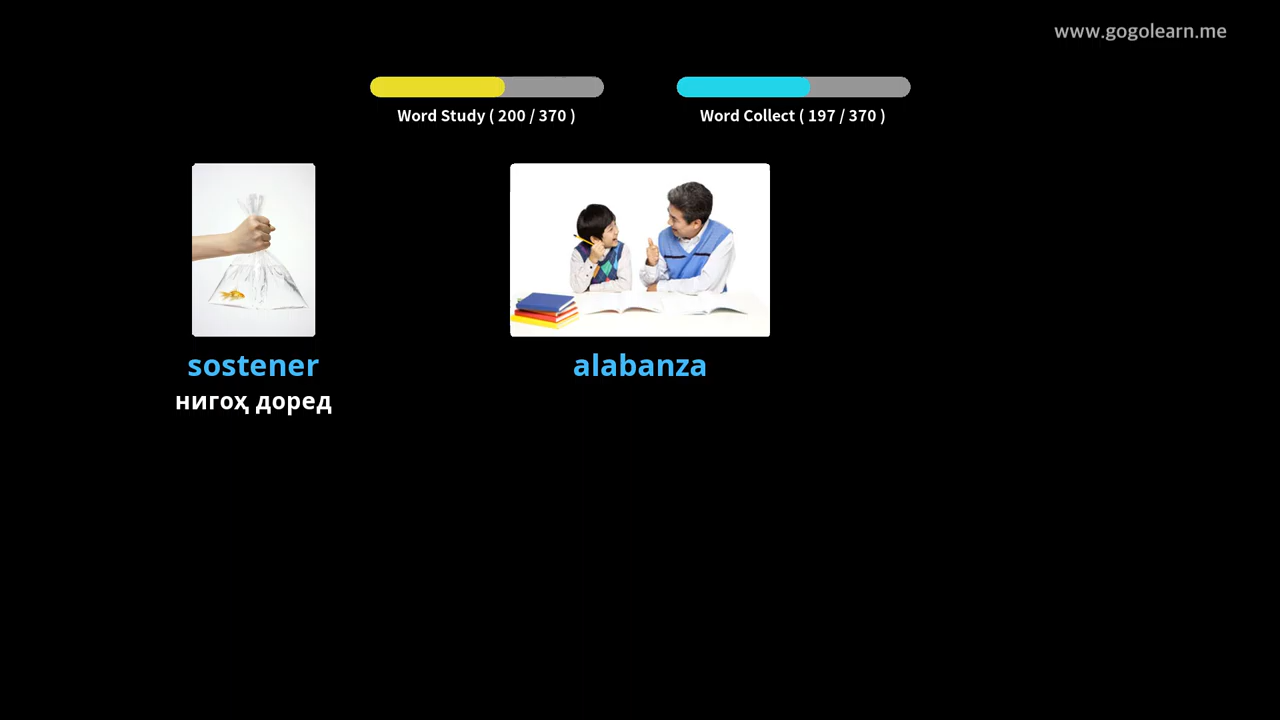 www.gogolearn.me
Word Study ( 200 / 370 )
Word Collect ( 197 / 370 )
sostener
нигоҳ доред
alabanza